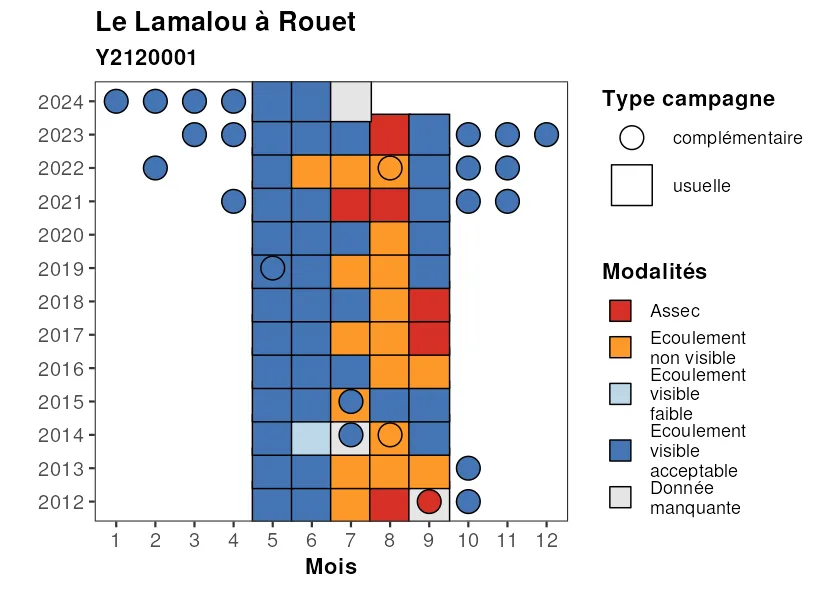 Le Lamalou à Rouet
Y2120001
2024
2023
2022
2021
2020
2019
2018
2017
2016
2015
2014
2013
2012
1 2 3 4 5 6 7 8 9 10 11 12
Mois
Type campagne
complémentaire
usuelle
Modalités
Assec
Ecoulement
non visible
Ecoulement
visible
faible
Ecoulement
visible
acceptable
Donnée
manquante